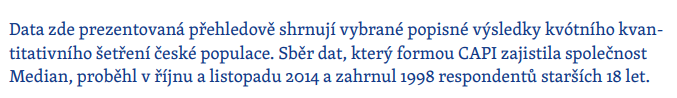 Data zde prezentovaná přehledově shrnují vybrané popisné výsledky kvótního kvan-
titativního šetření české populace. Sběr dat, který formou CAPI zajistila společnost
Median, proběhl v říjnu a listopadu 2014 a zahrnul 1998 respondentů starších 18 let.